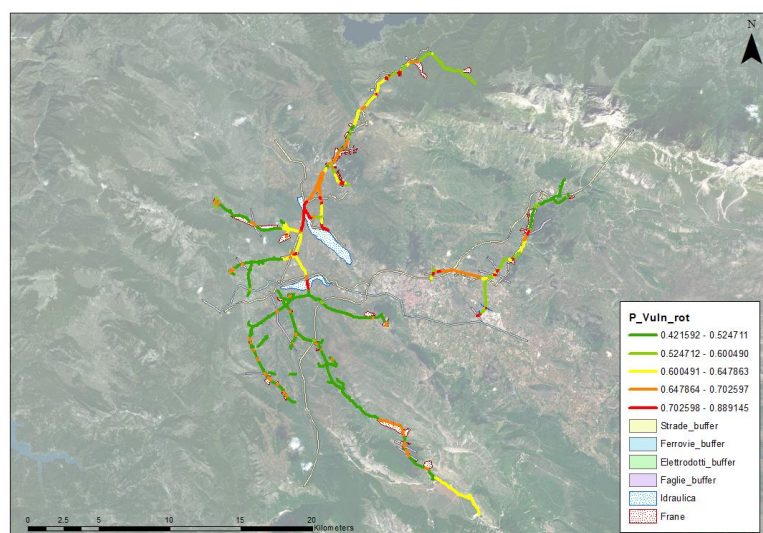 N
P_Vuln_rot
0.421592 - 0.524711
0.524712 - 0.600490
0.600491 - 0.647863
0.647864 - 0.702597
0.702598 - 0.889145
Strade_buffer
Ferrovie_buffer
Elettrodotti_buffer
Faglie_buffer
Idraulica
Frane
0 2.5 5 10 15 20
Kilometers